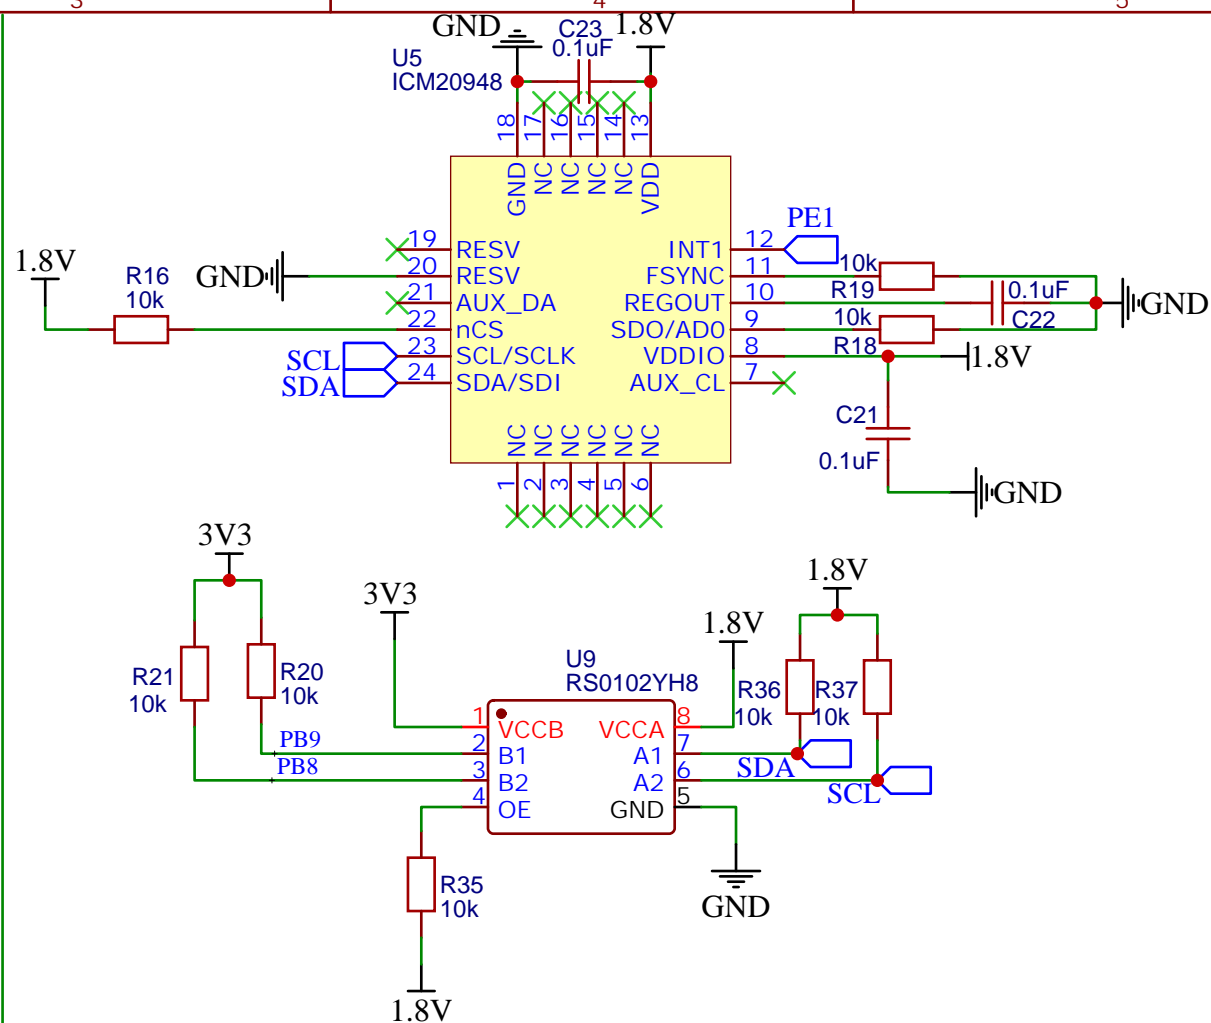 3
4
5
GND
C23
0.1uF
1.8V
U5
ICM20948
18
17
16
15
14
13
GND
NC
NC
NC
NC
VDD
PE1
19
RESV
INT1
12
20
RESV
FSYNC
11
21
AUX_DA
REGOUT
10
22
nCS
SDO/AD0
9
23
SCL/SCLK
VDDIO
8
24
SDA/SDI
AUX_CL
7
1.8V
R16
10k
GND
SCL
SDA
10k
R19
0.1uF
C22
GND
10k
R18
1.8V
C21
0.1uF
GND
NC
NC
NC
NC
NC
NC
1
2
3
4
5
6
3V3
R21
10k
R20
10k
PB9
PB8
3V3
U9
RS0102YH8
1.8V
1.8V
R36
10k
R37
10k
1
VCCB
VCCA
8
2
B1
A1
7
3
B2
A2
6
4
OE
GND
5
SDA
SCL
R35
10k
GND
1.8V